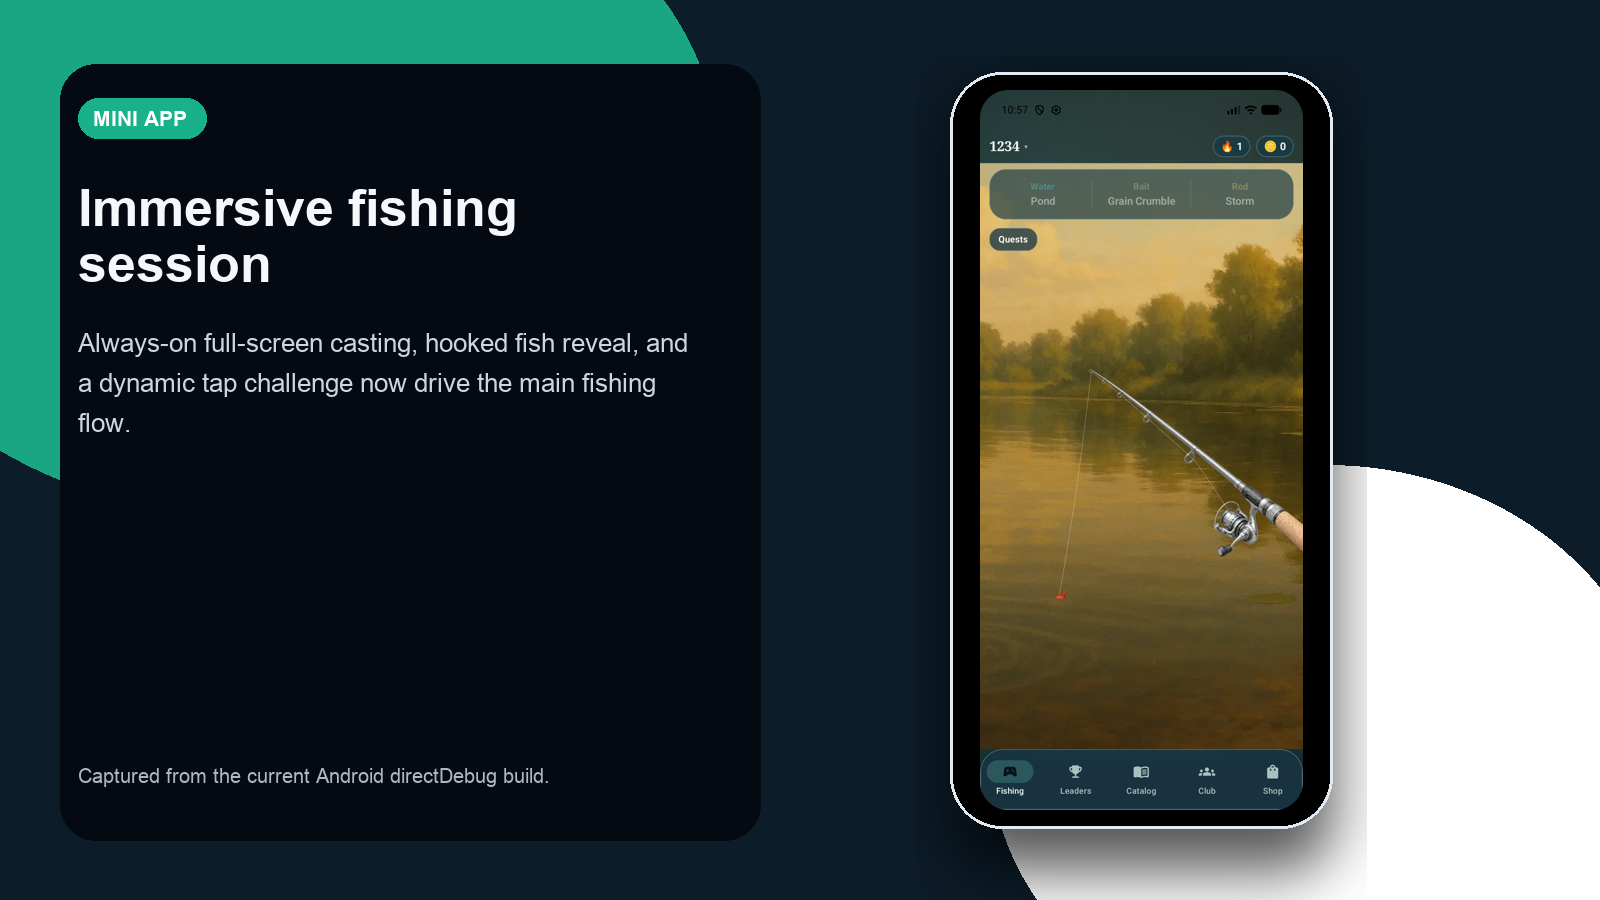 MINI APP
Immersive fishing
session
Always-on full-screen casting, hooked fish reveal, and
a dynamic tap challenge now drive the main fishing
flow.
Captured from the current Android directDebug build.
10:57
1234
1
0
Water
Bait
Rod
Pond
Grain Crumble
Storm
Quests
Fishing
Leaders
Catalog
Club
Shop